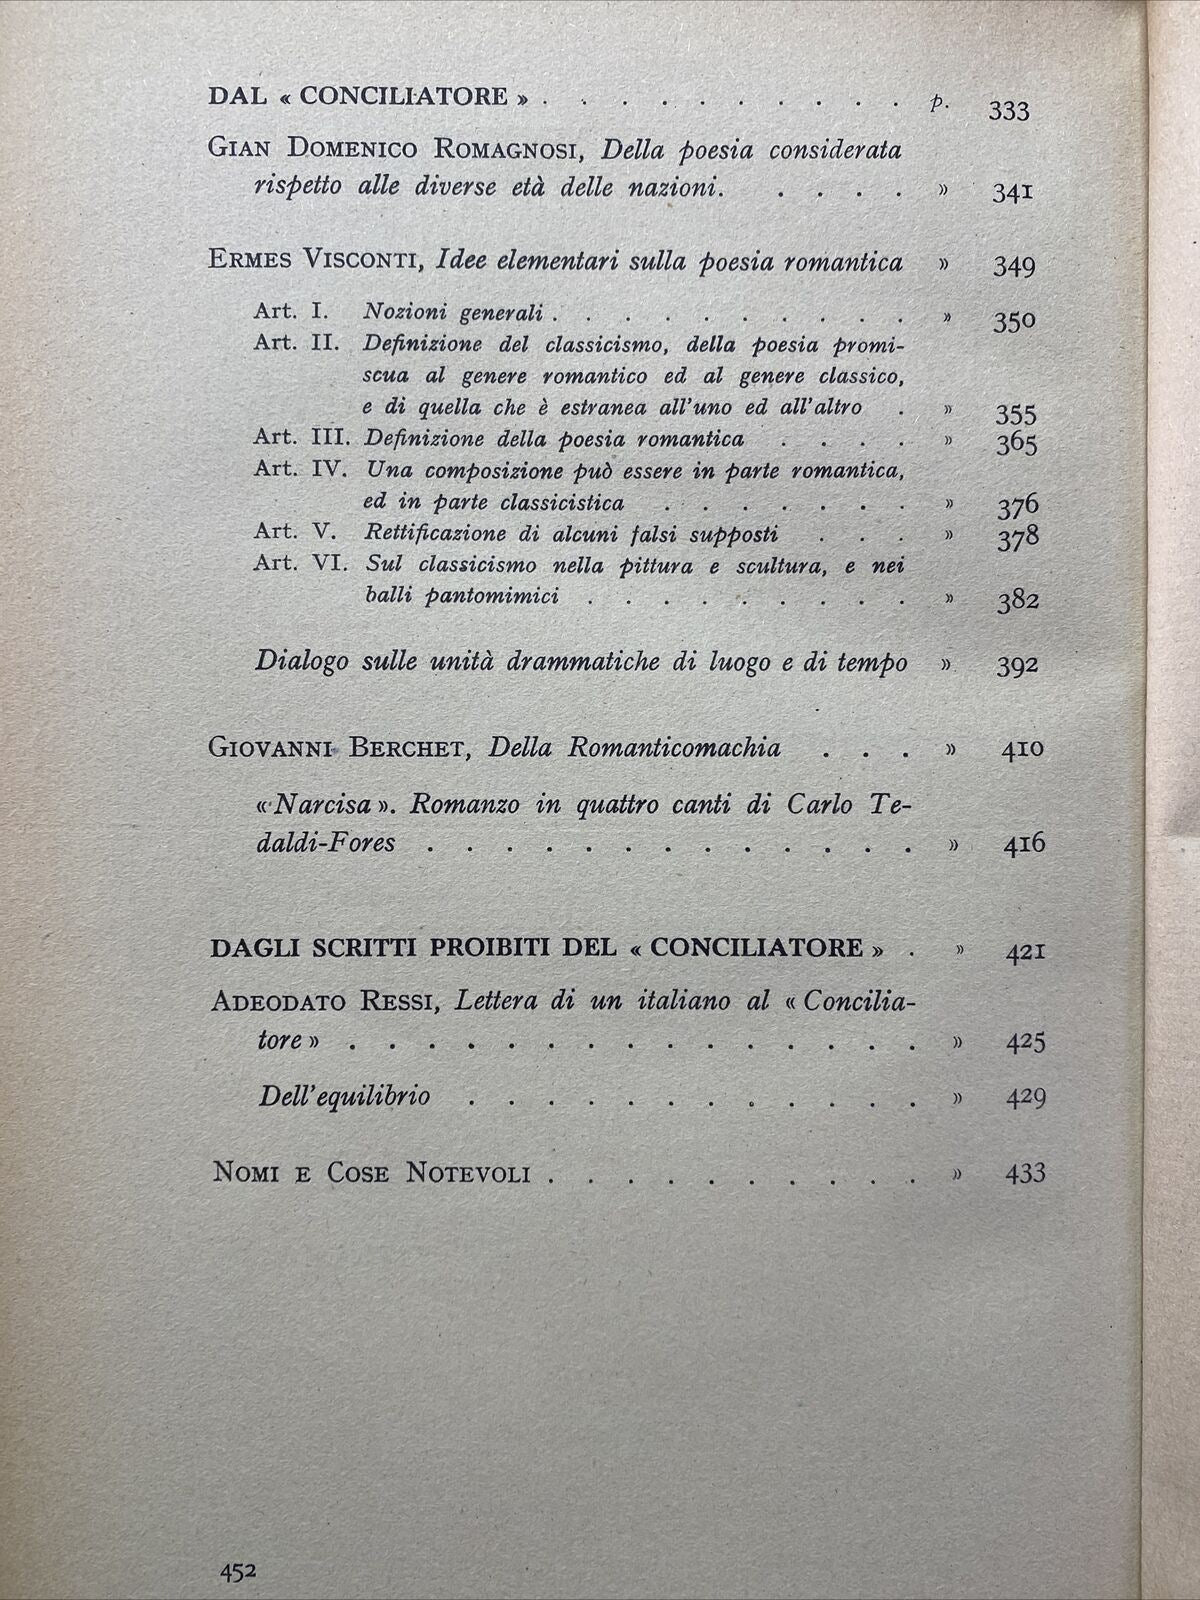 DAL « CONCILIATORE » . . . . . . . . . . p. 333
GIAN DOMENICO ROMAGNOSI, Della poesia considerata
rispetto alle diverse età delle nazioni. . . . . » 341
ERMES VISCONTI, Idee elementari sulla poesia romantica » 349
Art. I. Nozioni generali . . . . . . . . . . » 350
Art. II. Definizione del classicismo, della poesia promi-
scua al genere romantico ed al genere classico,
e di quella che è estranea all'uno ed all'altro . » 355
Art. III. Definizione della poesia romantica . . . . » 365
Art. IV. Una composizione può essere in parte romantica,
ed in parte classicistica . . . . . . . » 376
Art. V. Rettificazione di alcuni falsi supposti . . . » 378
Art. VI. Sul classicismo nella pittura e scultura, e nei
balli pantomimici . . . . . . . . . » 382
Dialogo sulle unità drammatiche di luogo e di tempo » 392
GIOVANNI BERCHET, Della Romanticomachia . . . » 410
« Narcisa ». Romanzo in quattro canti di Carlo Te-
daldi-Fores . . . . . . . . . . . . . » 416
DAGLI SCRITTI PROIBITI DEL « CONCILIATORE » . » 421
ADEODATO RESSI, Lettera di un italiano al « Concilia-
tore » . . . . . . . . . . . . . . . » 425
Dell'equilibrio . . . . . . . . . . . . » 429
NOMI E COSE NOTEVOLI . . . . . . . . . . » 433
452